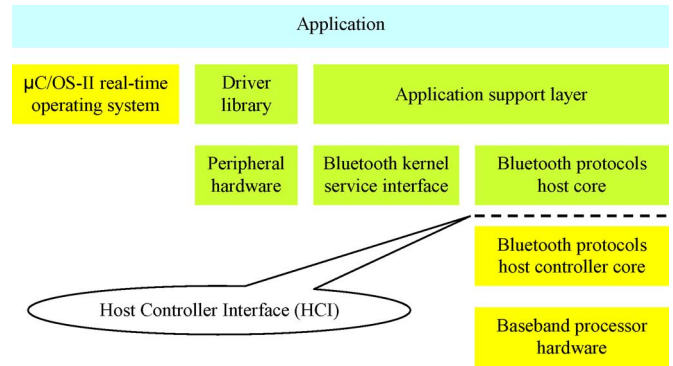 Application
μC/OS-II real-time
operating system
Driver
library
Application support layer
Peripheral
hardware
Bluetooth kernel
service interface
Bluetooth protocols
host core
Bluetooth protocols
host controller core
Host Controller Interface (HCI)
Baseband processor
hardware